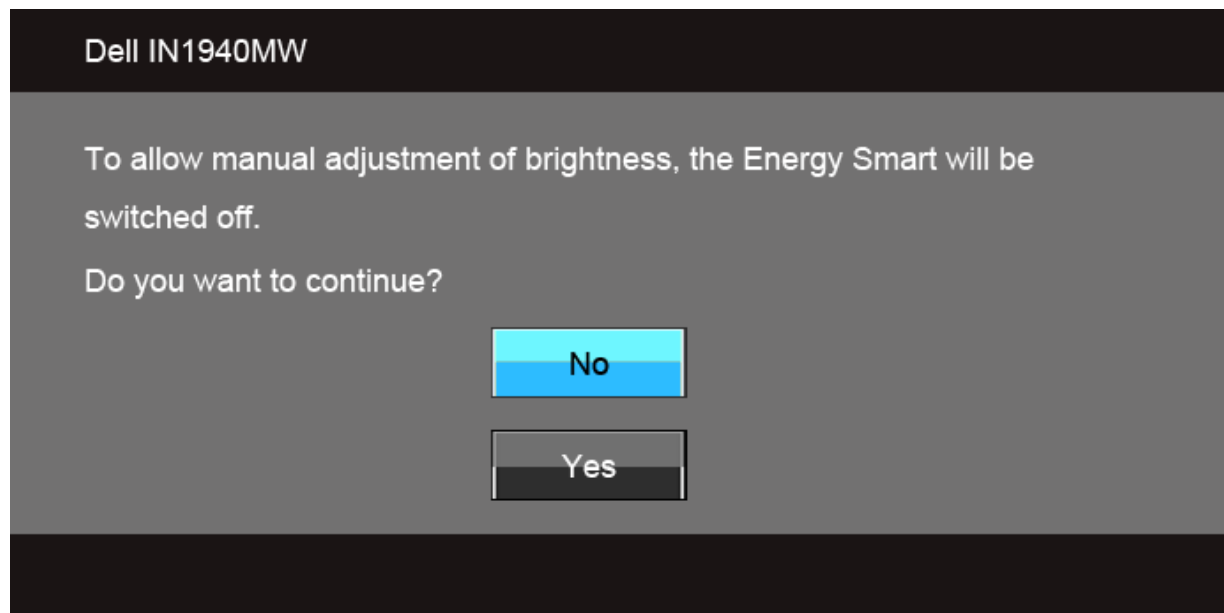 Dell IN1940MW
To allow manual adjustment of brightness, the Energy Smart will be
switched off.
Do you want to continue?
No
Yes